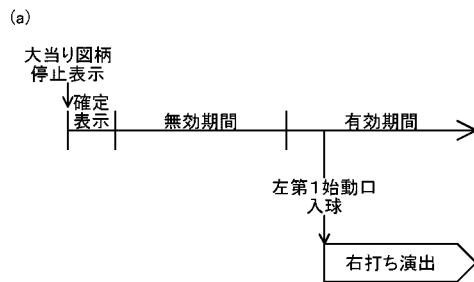 (a)
大当り図柄
停止表示
確定
表示
無効期間
有効期間
左第1始動口
入球
右打ち演出